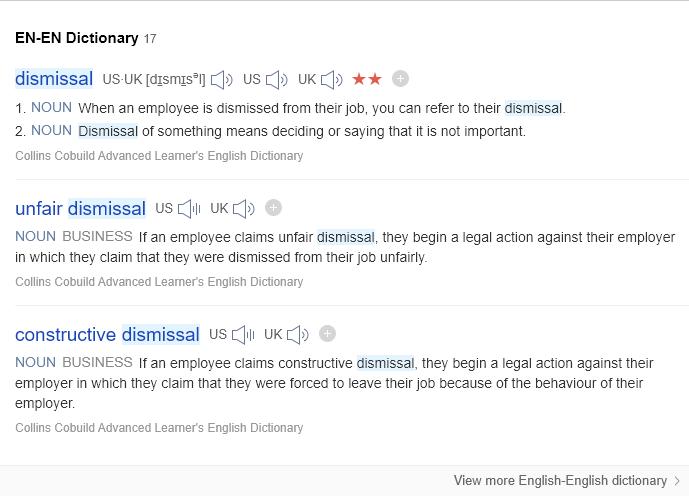 EN-EN Dictionary 17
dismissal US·UK [dɪsmɪsᵊl] US UK
1. NOUN When an employee is dismissed from their job, you can refer to their dismissal.
2. NOUN Dismissal of something means deciding or saying that it is not important.
Collins Cobuild Advanced Learner's English Dictionary
unfair dismissal US UK
NOUN BUSINESS If an employee claims unfair dismissal, they begin a legal action against their employer
in which they claim that they were dismissed from their job unfairly.
Collins Cobuild Advanced Learner's English Dictionary
constructive dismissal US UK
NOUN BUSINESS If an employee claims constructive dismissal, they begin a legal action against their
employer in which they claim that they were forced to leave their job because of the behaviour of their
employer.
Collins Cobuild Advanced Learner's English Dictionary
View more English-English dictionary